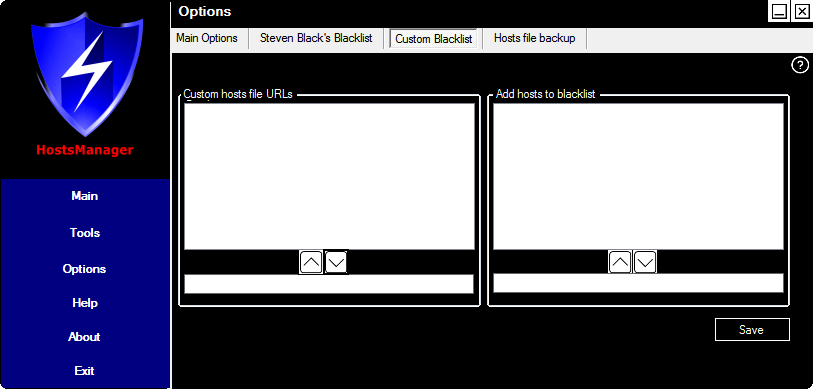 Options
Main Options
Steven Black's Blacklist
Custom Blacklist
Hosts file backup
HostsManager
Main
Tools
Options
Help
About
Exit
?
Custom hosts file URLs
Add hosts to blacklist
Save